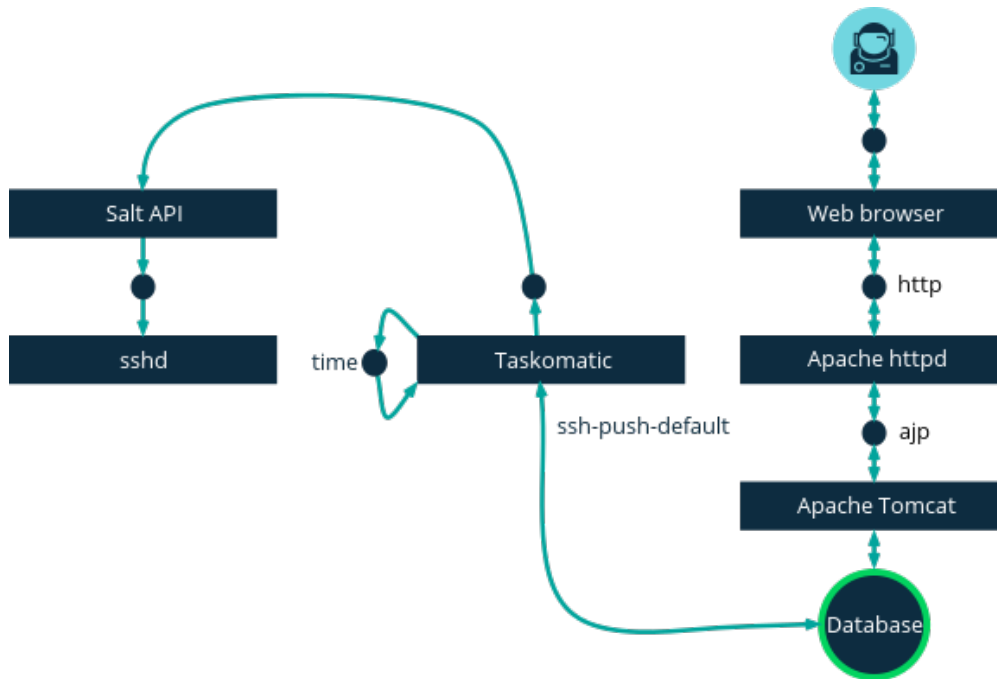 Salt API
Web browser
http
sshd
time
Taskomatic
Apache httpd
ssh-push-default
ajp
Apache Tomcat
Database